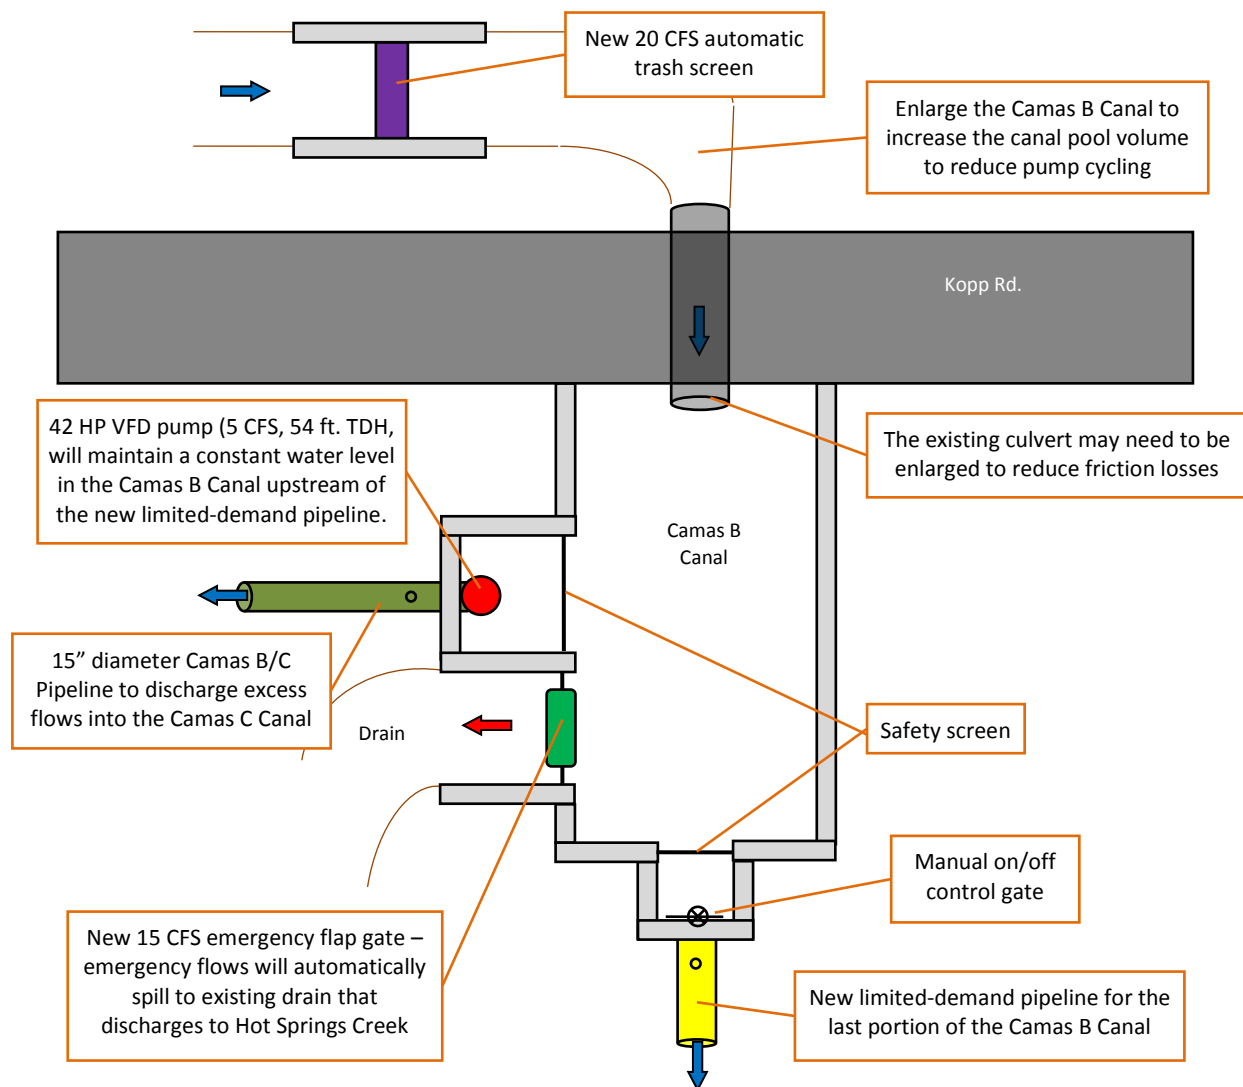 New 20 CFS automatic
trash screen
Enlarge the Camas B Canal to
increase the canal pool volume
to reduce pump cycling
Kopp Rd.
42 HP VFD pump (5 CFS, 54 ft. TDH,
will maintain a constant water level
in the Camas B Canal upstream of
the new limited-demand pipeline.
The existing culvert may need to be
enlarged to reduce friction losses
Camas B
Canal
15” diameter Camas B/C
Pipeline to discharge excess
flows into the Camas C Canal
Drain
Safety screen
Manual on/off
control gate
New 15 CFS emergency flap gate –
emergency flows will automatically
spill to existing drain that
discharges to Hot Springs Creek
New limited-demand pipeline for the
last portion of the Camas B Canal